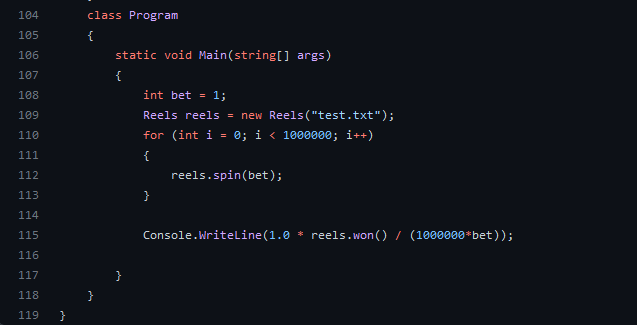 104 class Program
105 {
106 static void Main(string[] args)
107 {
108 int bet = 1;
109 Reels reels = new Reels("test.txt");
110 for (int i = 0; i < 1000000; i++)
111 {
112 reels.spin(bet);
113 }
114
115 Console.WriteLine(1.0 * reels.won() / (1000000*bet));
116
117 }
118 }
119 }